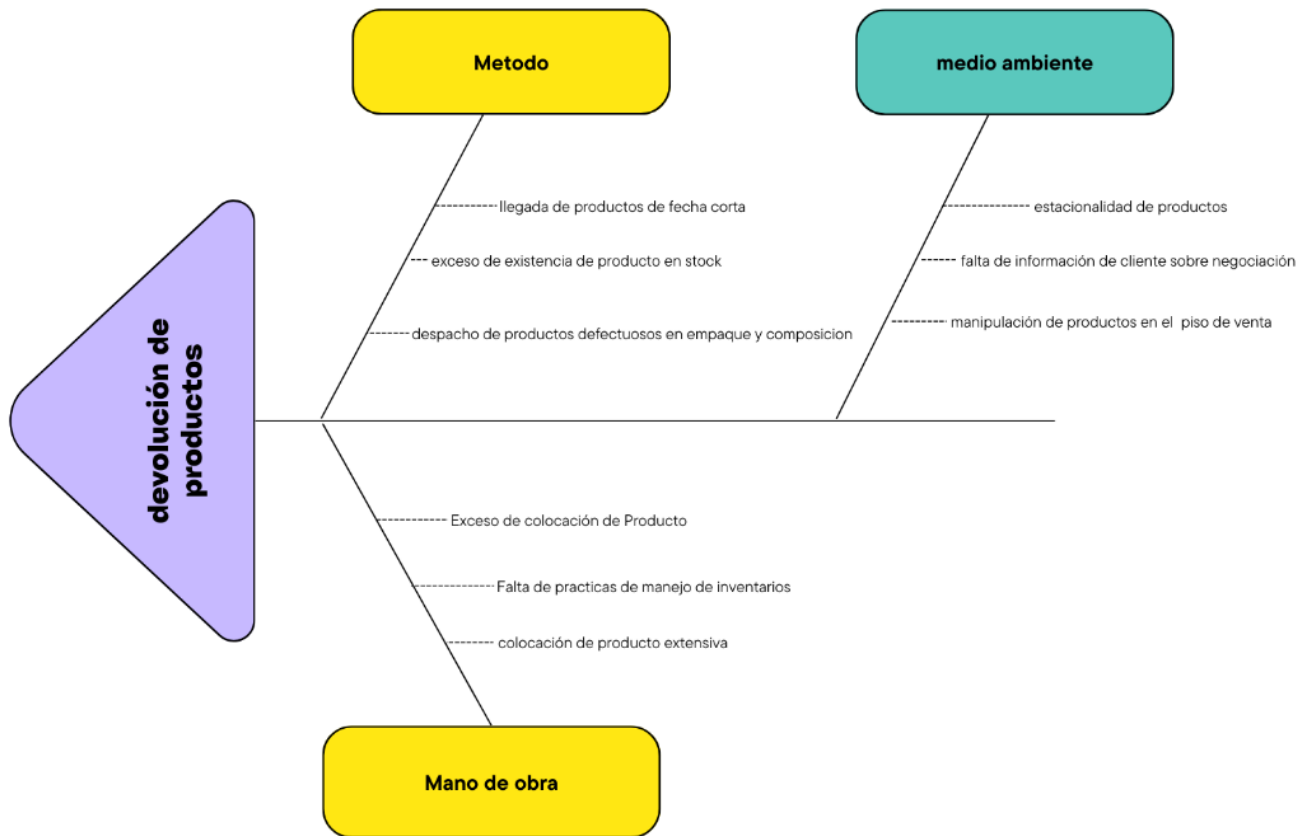 Metodo
medio ambiente
llegada de productos de fecha corta
exceso de existencia de producto en stock
despacho de productos defectuosos en empaque y composicion
estacionalidad de productos
falta de información de cliente sobre negociación
manipulación de productos en el piso de venta
devolución de
productos
Exceso de colocación de Producto
Falta de practicas de manejo de inventarios
colocación de producto extensiva
Mano de obra